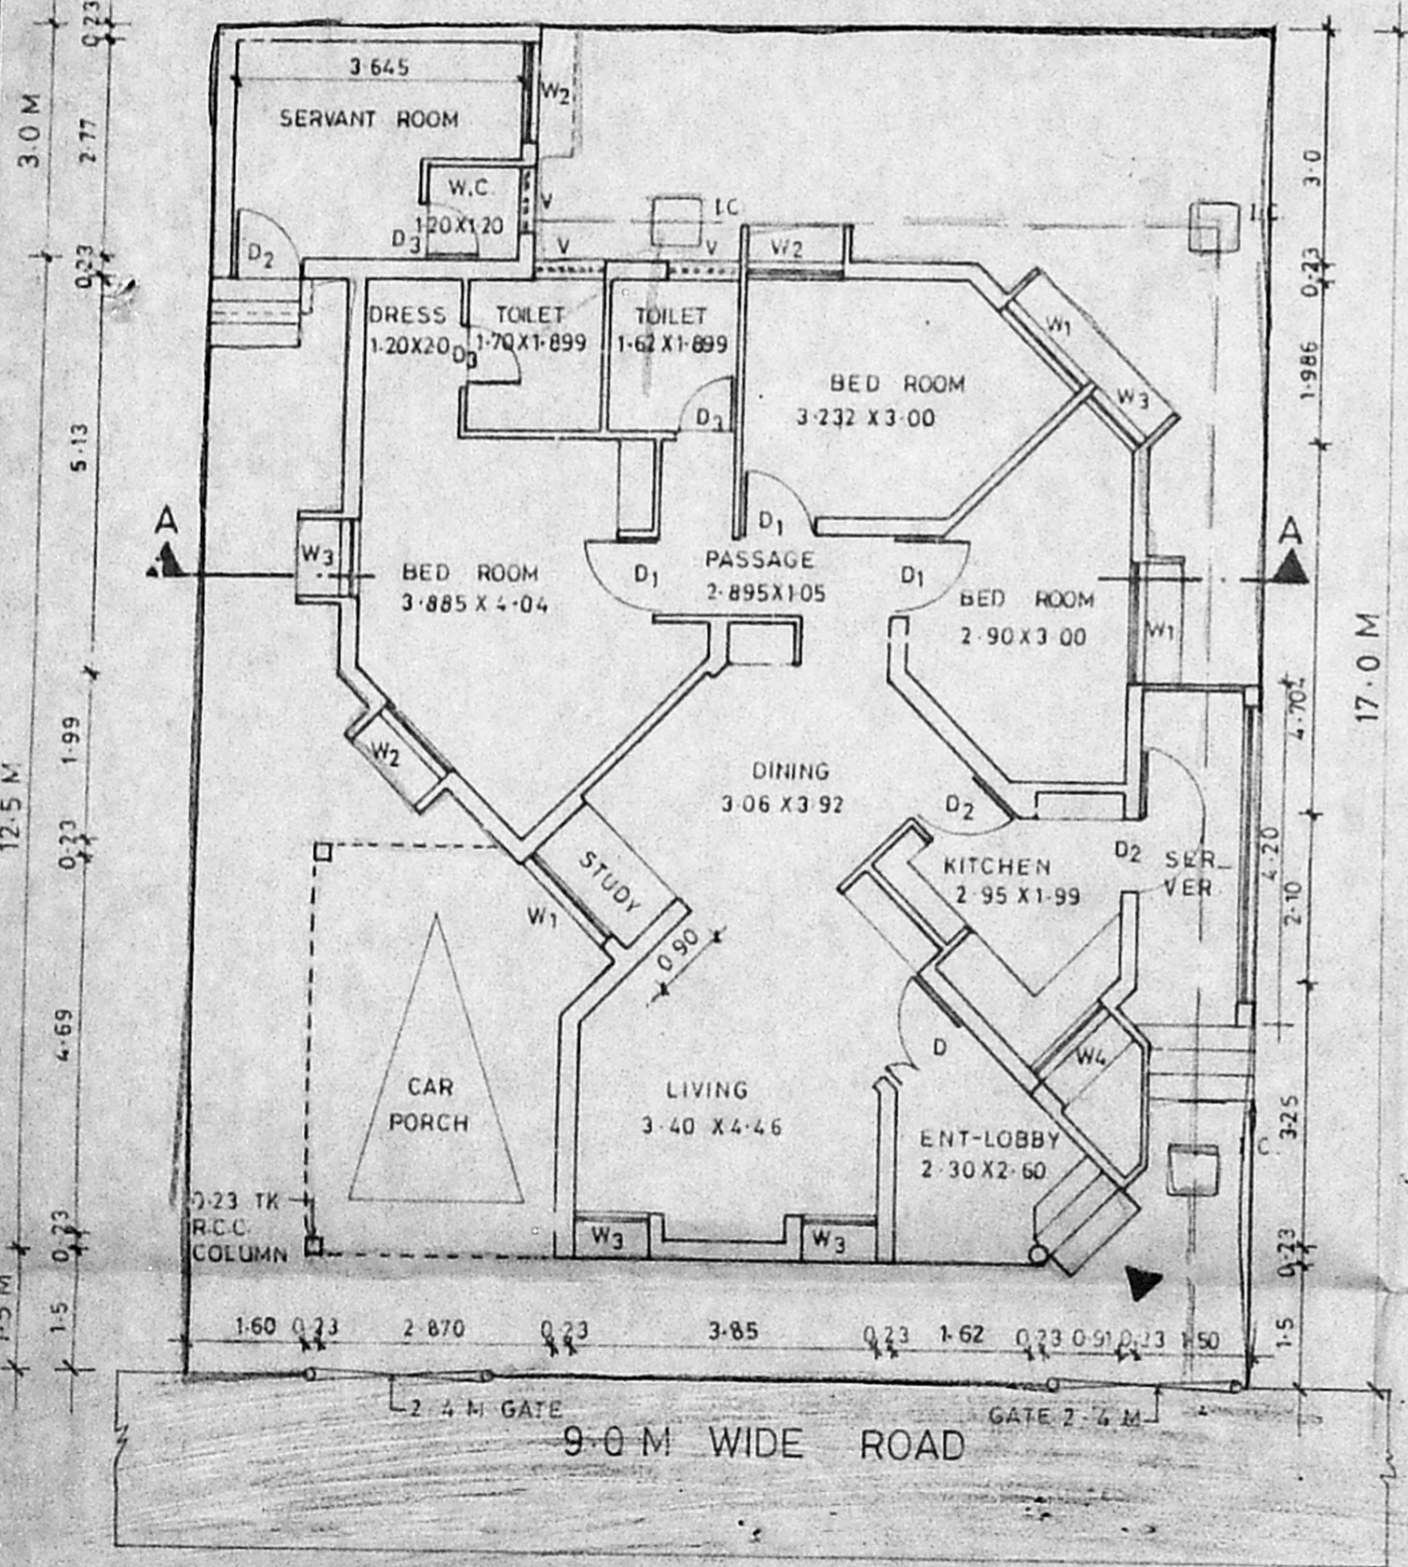 0.23
3.0 M
2.77
0.23
5.13
12.5 M
1.99
0.23
4.69
0.23
1.5
3.645
SERVANT ROOM
W2
W.C.
1.20X1.20
V
D3
D2
V
V
I.C
I.C
W2
DRESS
1.20X2.0
D3
TOILET
1.70X1.899
TOILET
1.62X1.899
D3
BED ROOM
3.232 X 3.00
W1
W3
3.0
0.23
1.986
A
A
W3
BED ROOM
3.885 X 4.04
D1
D1
PASSAGE
2.895X1.05
D1
BED ROOM
2.90 X 3.00
W1
17.0 M
4.704
W2
DINING
3.06 X 3.92
D2
STUDY
W1
0.90
KITCHEN
2.95 X 1.99
D2
SER-
VER
4.20
2.10
CAR
PORCH
LIVING
3.40 X 4.46
D
W4
ENT-LOBBY
2.30X2.60
3.25
C
0.23 TK
R.C.C.
COLUMN
W3
W3
0.23
1.5
1.60 0.23 2.870 0.23 3.85 0.23 1.62 0.23 0.91 0.23 1.50
2.4 M GATE
GATE 2.4 M
9.0 M WIDE ROAD